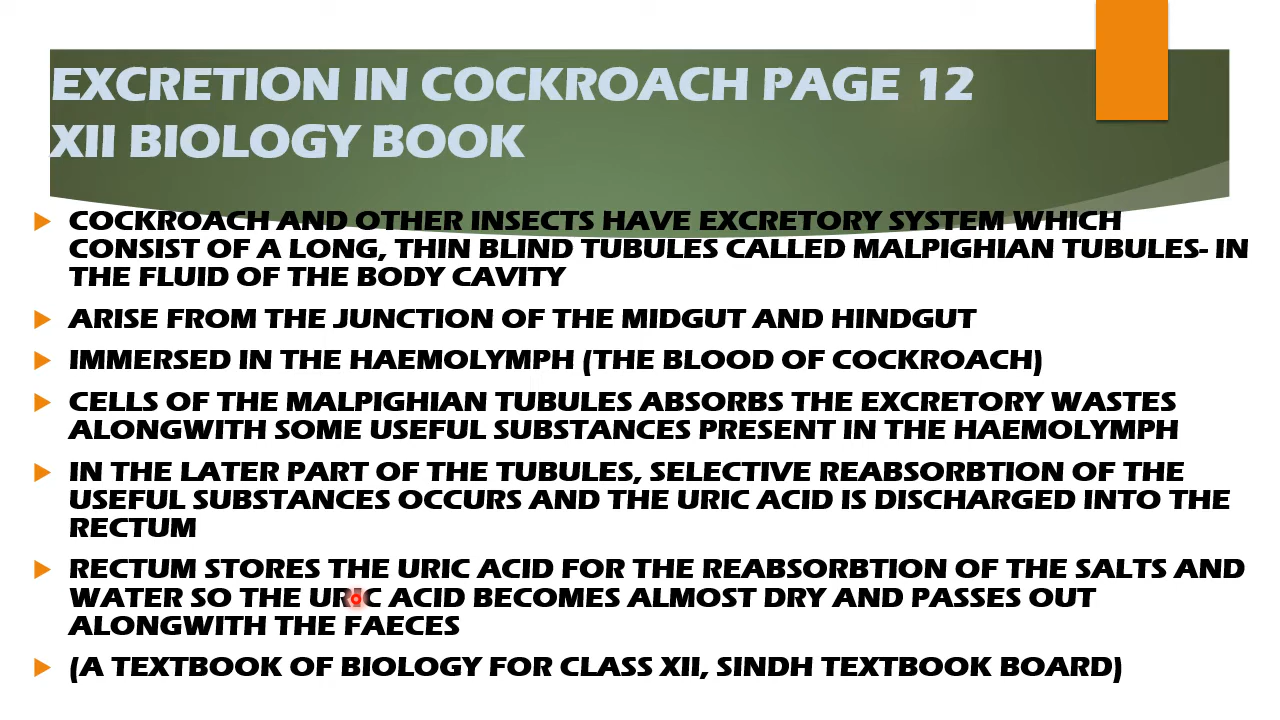 EXCRETION IN COCKROACH PAGE 12
XII BIOLOGY BOOK
COCKROACH AND OTHER INSECTS HAVE EXCRETORY SYSTEM WHICH
CONSIST OF A LONG, THIN BLIND TUBULES CALLED MALPIGHIAN TUBULES- IN
THE FLUID OF THE BODY CAVITY
ARISE FROM THE JUNCTION OF THE MIDGUT AND HINDGUT
IMMERSED IN THE HAEMOLYMPH (THE BLOOD OF COCKROACH)
CELLS OF THE MALPIGHIAN TUBULES ABSORBS THE EXCRETORY WASTES
ALONGWITH SOME USEFUL SUBSTANCES PRESENT IN THE HAEMOLYMPH
IN THE LATER PART OF THE TUBULES, SELECTIVE REABSORBTION OF THE
USEFUL SUBSTANCES OCCURS AND THE URIC ACID IS DISCHARGED INTO THE
RECTUM
RECTUM STORES THE URIC ACID FOR THE REABSORBTION OF THE SALTS AND
WATER SO THE URIC ACID BECOMES ALMOST DRY AND PASSES OUT
ALONGWITH THE FAECES
(A TEXTBOOK OF BIOLOGY FOR CLASS XII, SINDH TEXTBOOK BOARD)